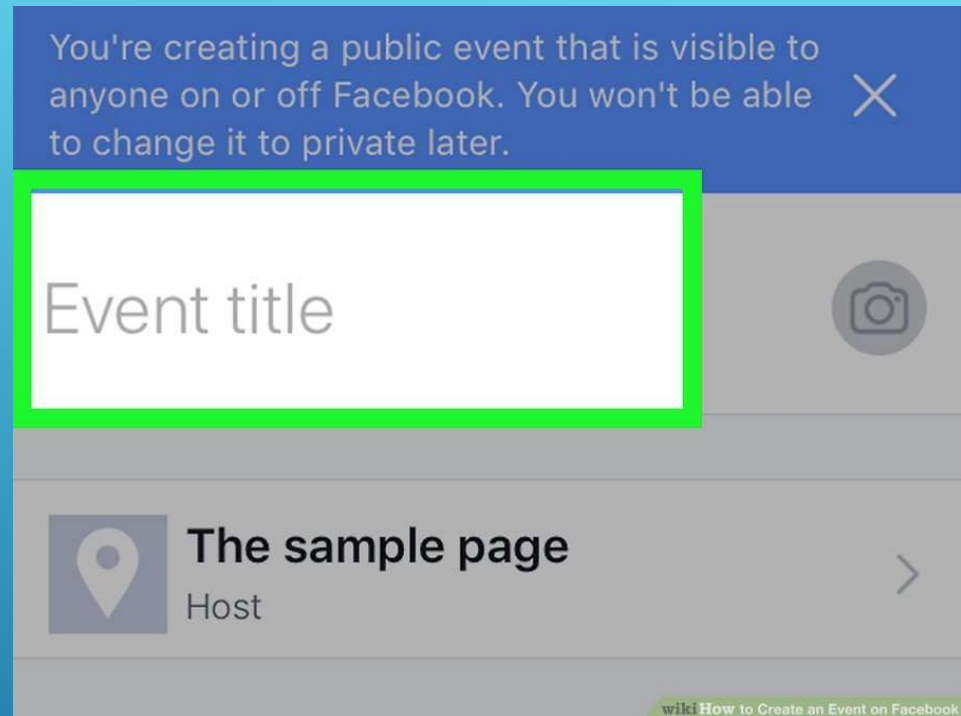 You're creating a public event that is visible to
anyone on or off Facebook. You won't be able
to change it to private later.
Event title
The sample page
Host
wikiHow to Create an Event on Facebook